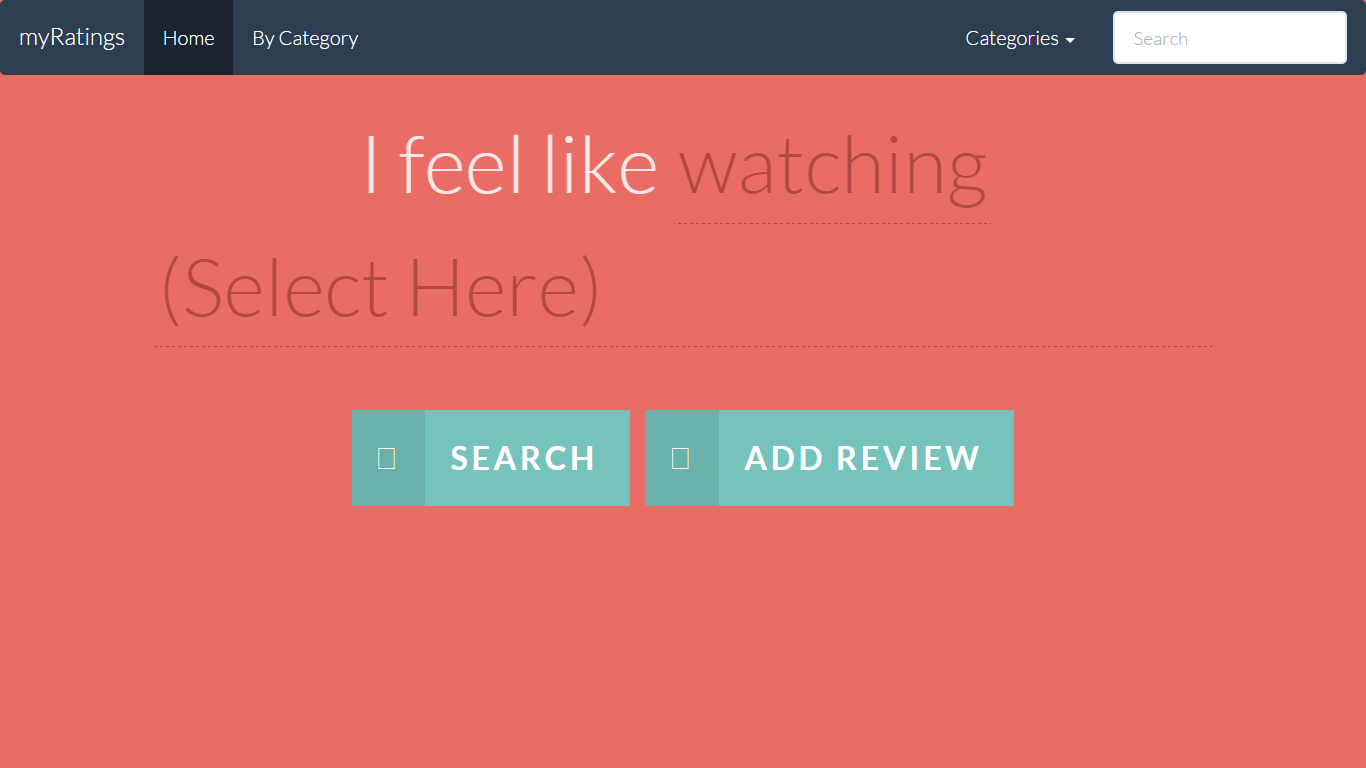 myRatings Home By Category Categories Search
I feel like watching
(Select Here)
SEARCH ADD REVIEW